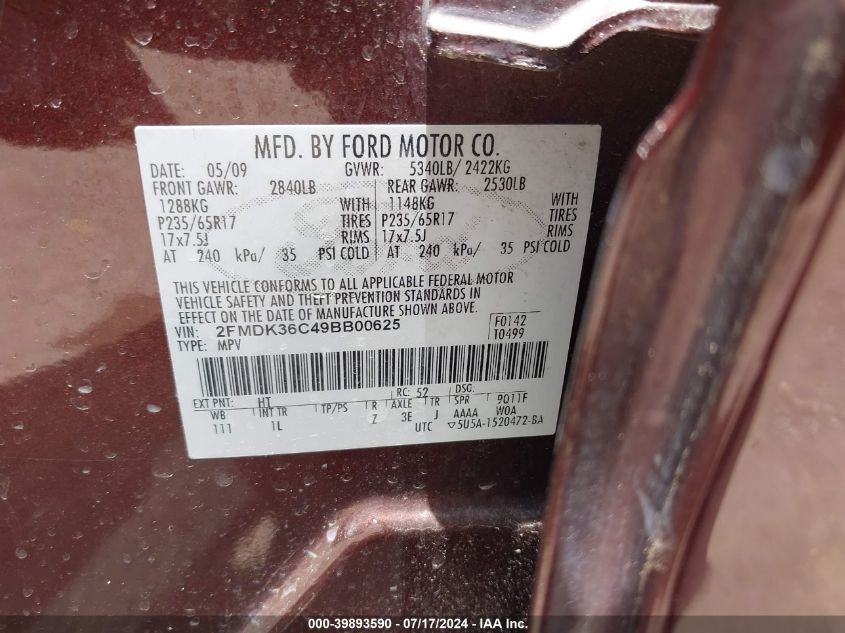 MFD. BY FORD MOTOR CO.
DATE: 05/09 GVWR: 5340LB/ 2422KG
FRONT GAWR: 2840LB REAR GAWR: 2530LB
1288KG WITH 1148KG WITH
P235/65R17 TIRES P235/65R17 TIRES
17x7.5J RIMS 17x7.5J RIMS
AT 240 kPa/ 35 PSI COLD AT 240 kPa/ 35 PSI COLD
THIS VEHICLE CONFORMS TO ALL APPLICABLE FEDERAL MOTOR
VEHICLE SAFETY AND THEFT PREVENTION STANDARDS IN
EFFECT ON THE DATE OF MANUFACTURE SHOWN ABOVE.
VIN: 2FMDK36C49BB00625 F0142
TYPE: MPV T0499
EXT PNT: HT RC: 52 DSO:
WB INT TR TP/PS R AXLE TR SPR 9Q11F
111 1L Z 3E J AAAA W0A
UTC ▽5U5A-1520472-BA
000-39893590 / 07/17/2024 - IAA Inc.